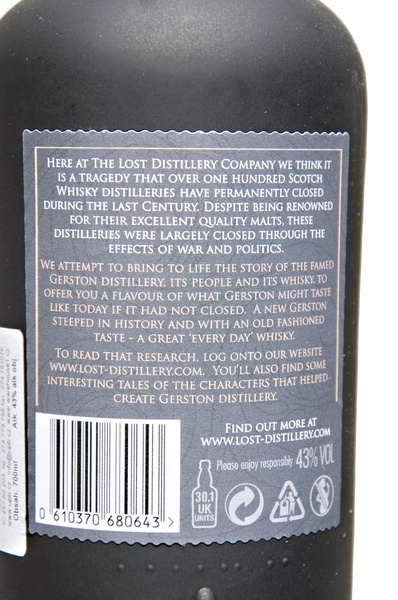 HERE AT THE LOST DISTILLERY COMPANY WE THINK IT
IS A TRAGEDY THAT OVER ONE HUNDRED SCOTCH
WHISKY DISTILLERIES HAVE PERMANENTLY CLOSED
DURING THE LAST CENTURY. DESPITE BEING RENOWNED
FOR THEIR EXCELLENT QUALITY MALTS, THESE
DISTILLERIES WERE LARGELY CLOSED THROUGH THE
EFFECTS OF WAR AND POLITICS.
WE ATTEMPT TO BRING TO LIFE THE STORY OF THE FAMED
GERSTON DISTILLERY, ITS PEOPLE AND ITS WHISKY, TO
OFFER YOU A FLAVOUR OF WHAT GERSTON MIGHT TASTE
LIKE TODAY IF IT HAD NOT CLOSED. A NEW GERSTON
STEEPED IN HISTORY AND WITH AN OLD FASHIONED
TASTE - A GREAT 'EVERY DAY' WHISKY.
TO READ THAT RESEARCH, LOG ONTO OUR WEBSITE
WWW.LOST-DISTILLERY.COM. YOU'LL ALSO FIND SOME
INTERESTING TALES OF THE CHARACTERS THAT HELPED
CREATE GERSTON DISTILLERY.
FIND OUT MORE AT
WWW.LOST-DISTILLERY.COM
Please enjoy responsibly 43% VOL
30.1
UK
UNITS
0 610370 680643 >
Alk. 43% alk.obj.
Obsah: 700ml